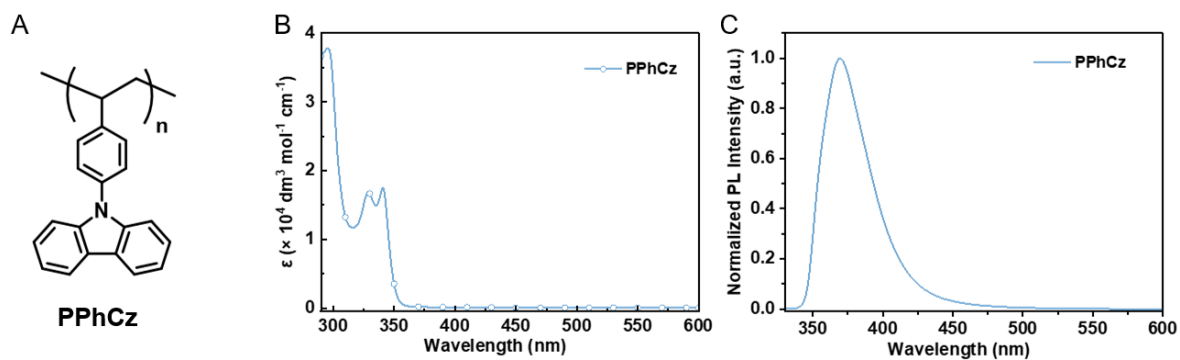 A
n
N
PPhCz
B
ε (× 10⁴ dm³ mol⁻¹ cm⁻¹)
4
3
2
1
0
300 350 400 450 500 550 600
Wavelength (nm)
PPhCz
C
Normalized PL Intensity (a.u.)
1.0
0.8
0.6
0.4
0.2
0.0
350 400 450 500 550 600
Wavelength (nm)
PPhCz